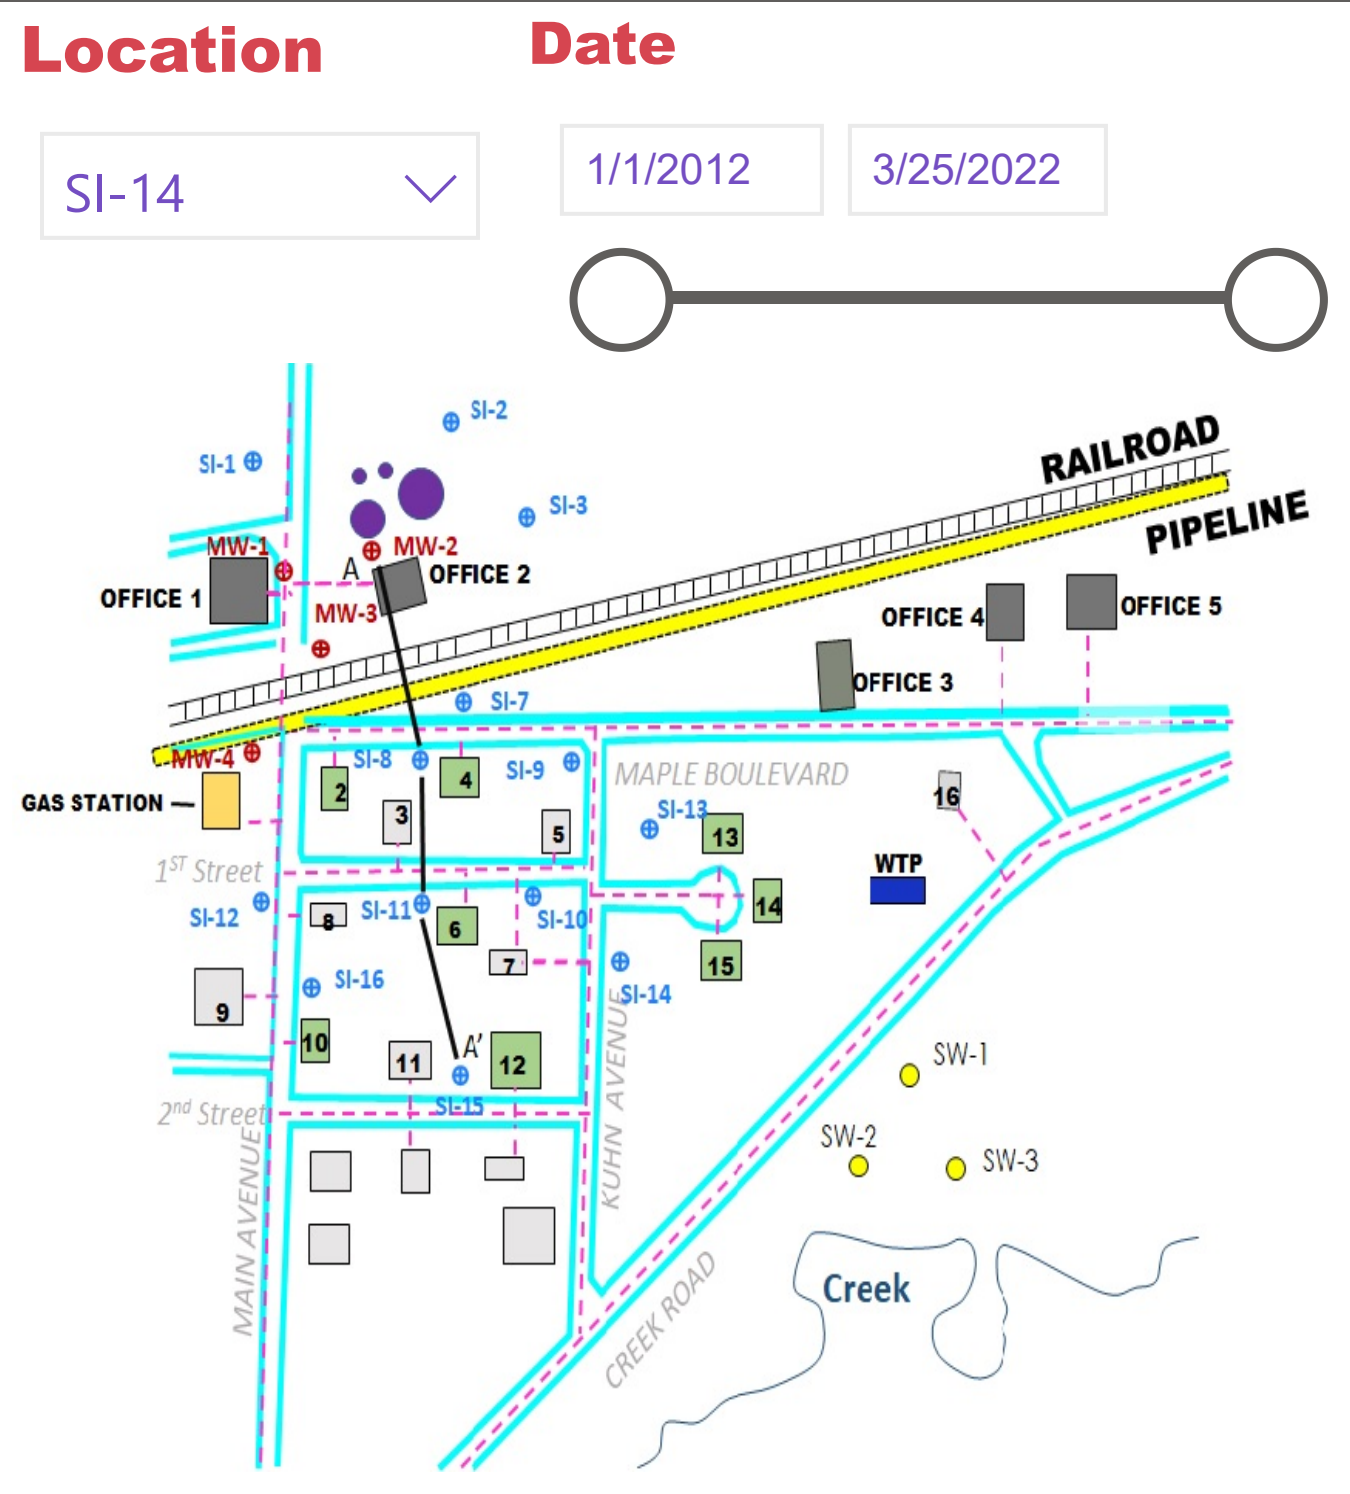 Location
Date
SI-14
1/1/2012
3/25/2022
SI-2
RAILROAD
SI-1
SI-3
PIPELINE
MW-1
MW-2
A
OFFICE 2
OFFICE 1
MW-3
OFFICE 4
OFFICE 5
OFFICE 3
SI-7
MW-4
SI-8
SI-9
MAPLE BOULEVARD
2
4
16
GAS STATION
3
5
SI-13
13
1ST Street
WTP
SI-12
8
SI-11
6
SI-10
14
7
15
SI-16
SI-14
9
10
11
A'
12
KUHN AVENUE
SW-1
2nd Street
SI-15
SW-2
SW-3
MAIN AVENUE
CREEK ROAD
Creek